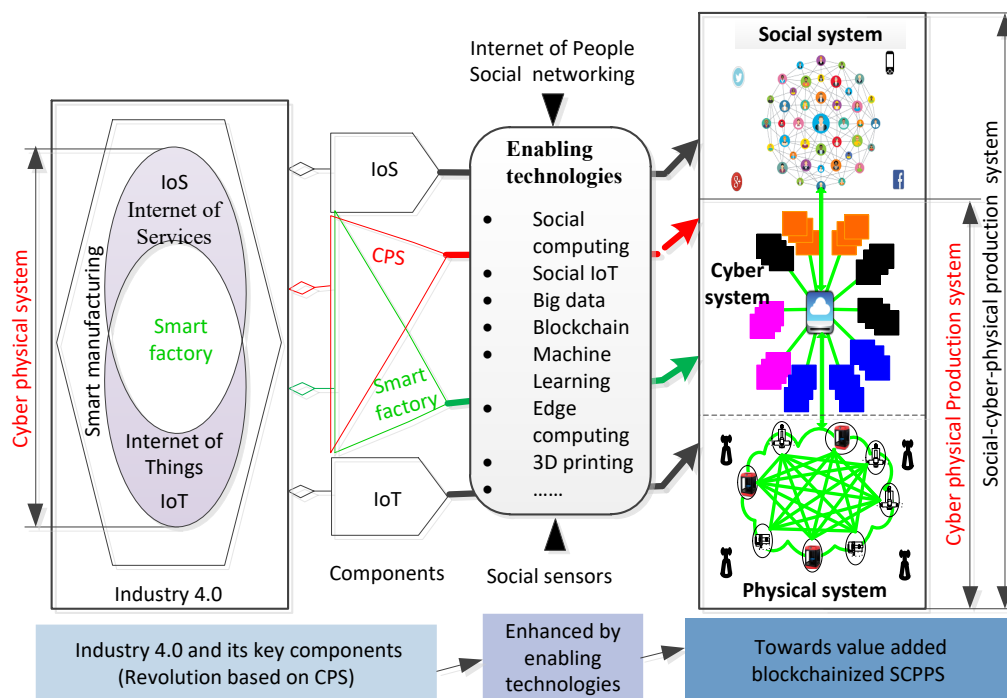 Internet of People
Social networking
Social system
IoS
Internet of
Services
Smart
factory
Internet of
Things
IoT
Cyber physical system
Smart manufacturing
Industry 4.0
IoS
CPS
Smart
factory
IoT
Components
Enabling
technologies
• Social
computing
• Social IoT
• Big data
• Blockchain
• Machine
Learning
• Edge
computing
• 3D printing
• ......
Social sensors
Cyber
system
Physical system
Cyber physical Production system
Social-cyber-physical production system
Industry 4.0 and its key components
(Revolution based on CPS)
Enhanced by
enabling
technologies
Towards value added
blockchainized SCPPS